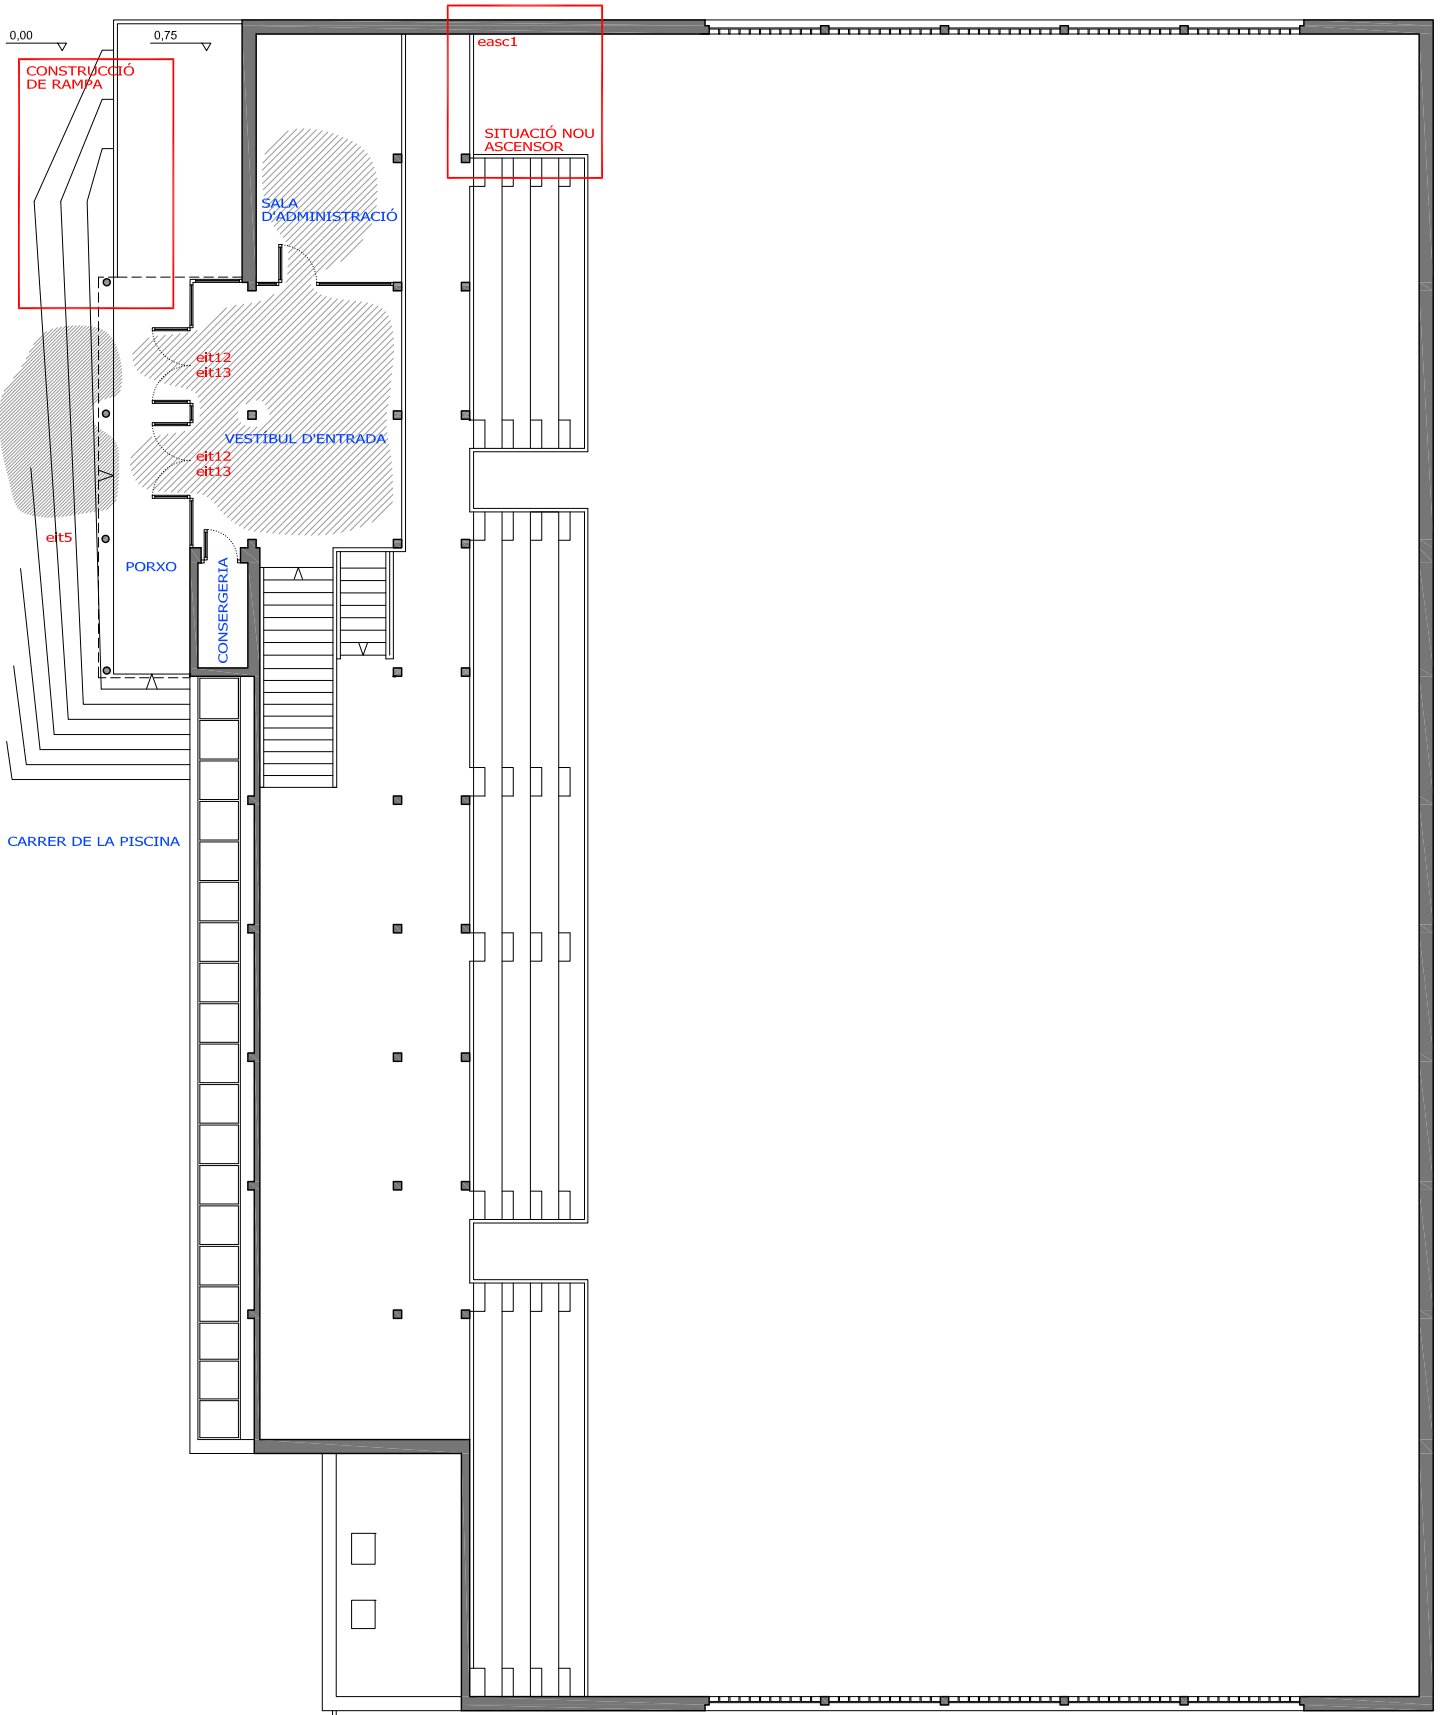 0,00
0,75
CONSTRUCCIÓ
DE RAMPA
easc1
SITUACIÓ NOU
ASCENSOR
SALA
D'ADMINISTRACIÓ
eit12
eit13
VESTÍBUL D'ENTRADA
eit12
eit13
eit5
PORXO
CONSERGERIA
CARRER DE LA PISCINA